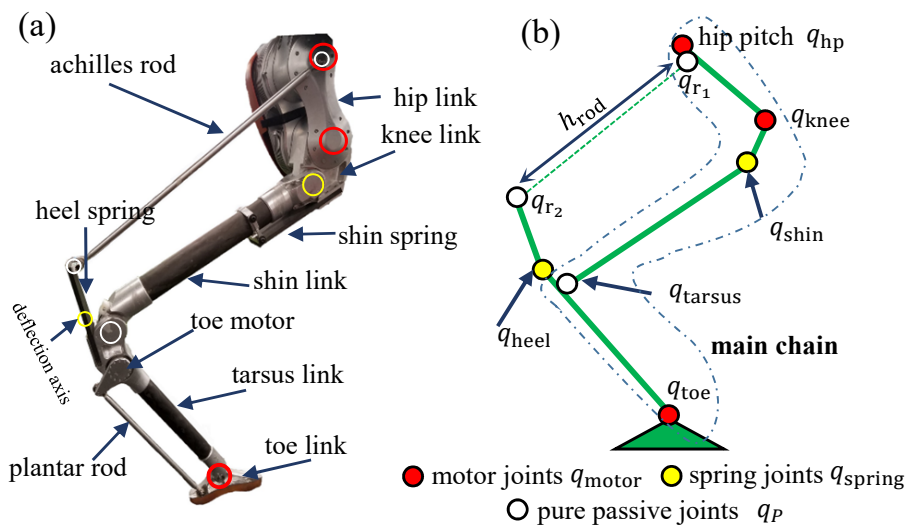 (a)
achilles rod
hip link
knee link
heel spring
shin spring
shin link
deflection axis
toe motor
tarsus link
plantar rod
toe link
(b)
hip pitch q_hp
q_r₁
h_rod
q_knee
q_r₂
q_shin
q_tarsus
q_heel
main chain
q_toe
motor joints q_motor
spring joints q_spring
pure passive joints q_P